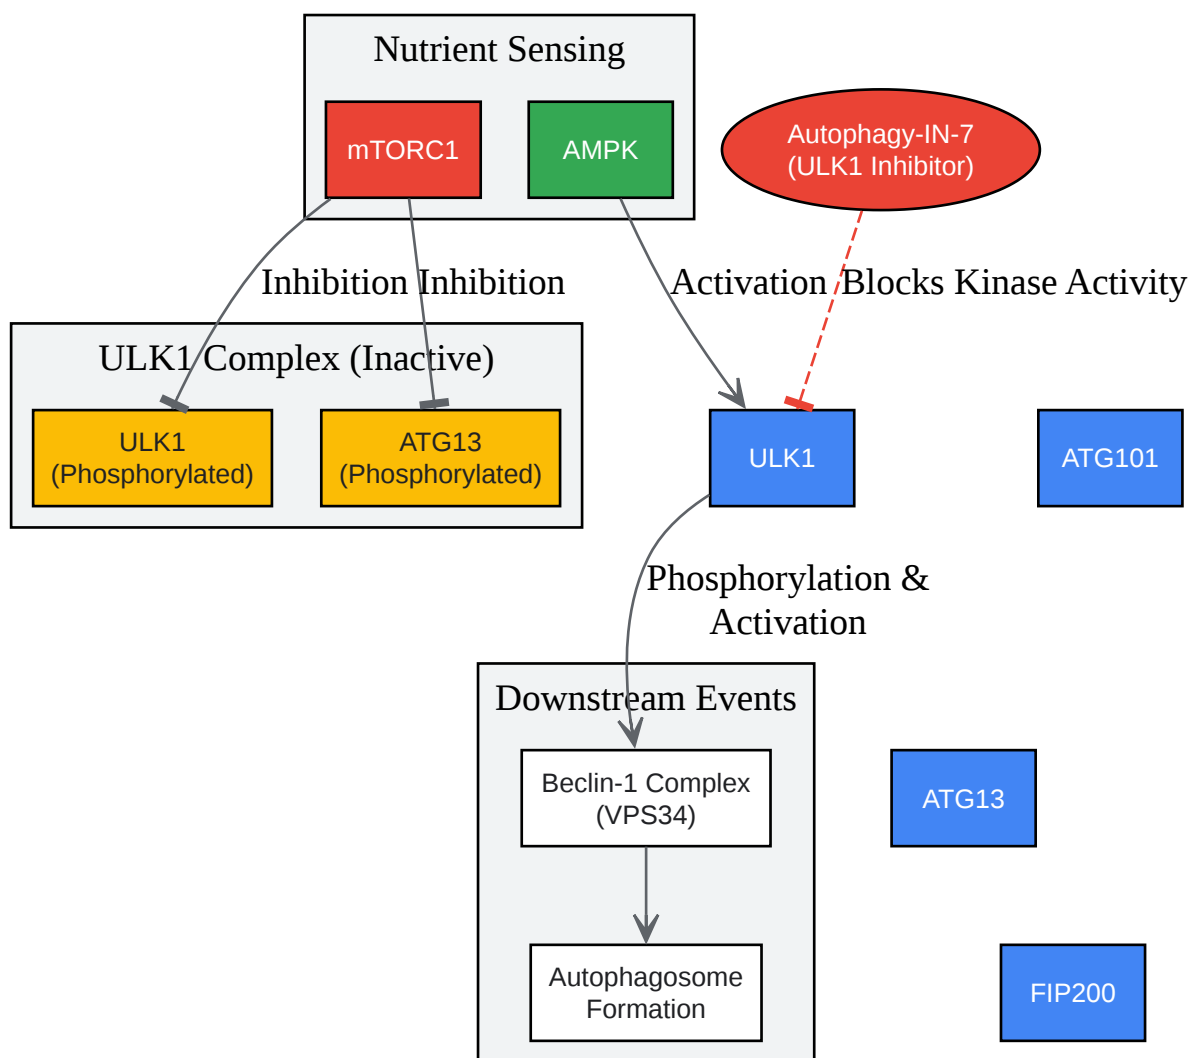 Nutrient Sensing
mTORC1
AMPK
Autophagy-IN-7
(ULK1 Inhibitor)
Inhibition
Inhibition
Activation
Blocks Kinase Activity
ULK1 Complex (Inactive)
ULK1
(Phosphorylated)
ATG13
(Phosphorylated)
ULK1
ATG101
Phosphorylation &
Activation
Downstream Events
Beclin-1 Complex
(VPS34)
ATG13
Autophagosome
Formation
FIP200